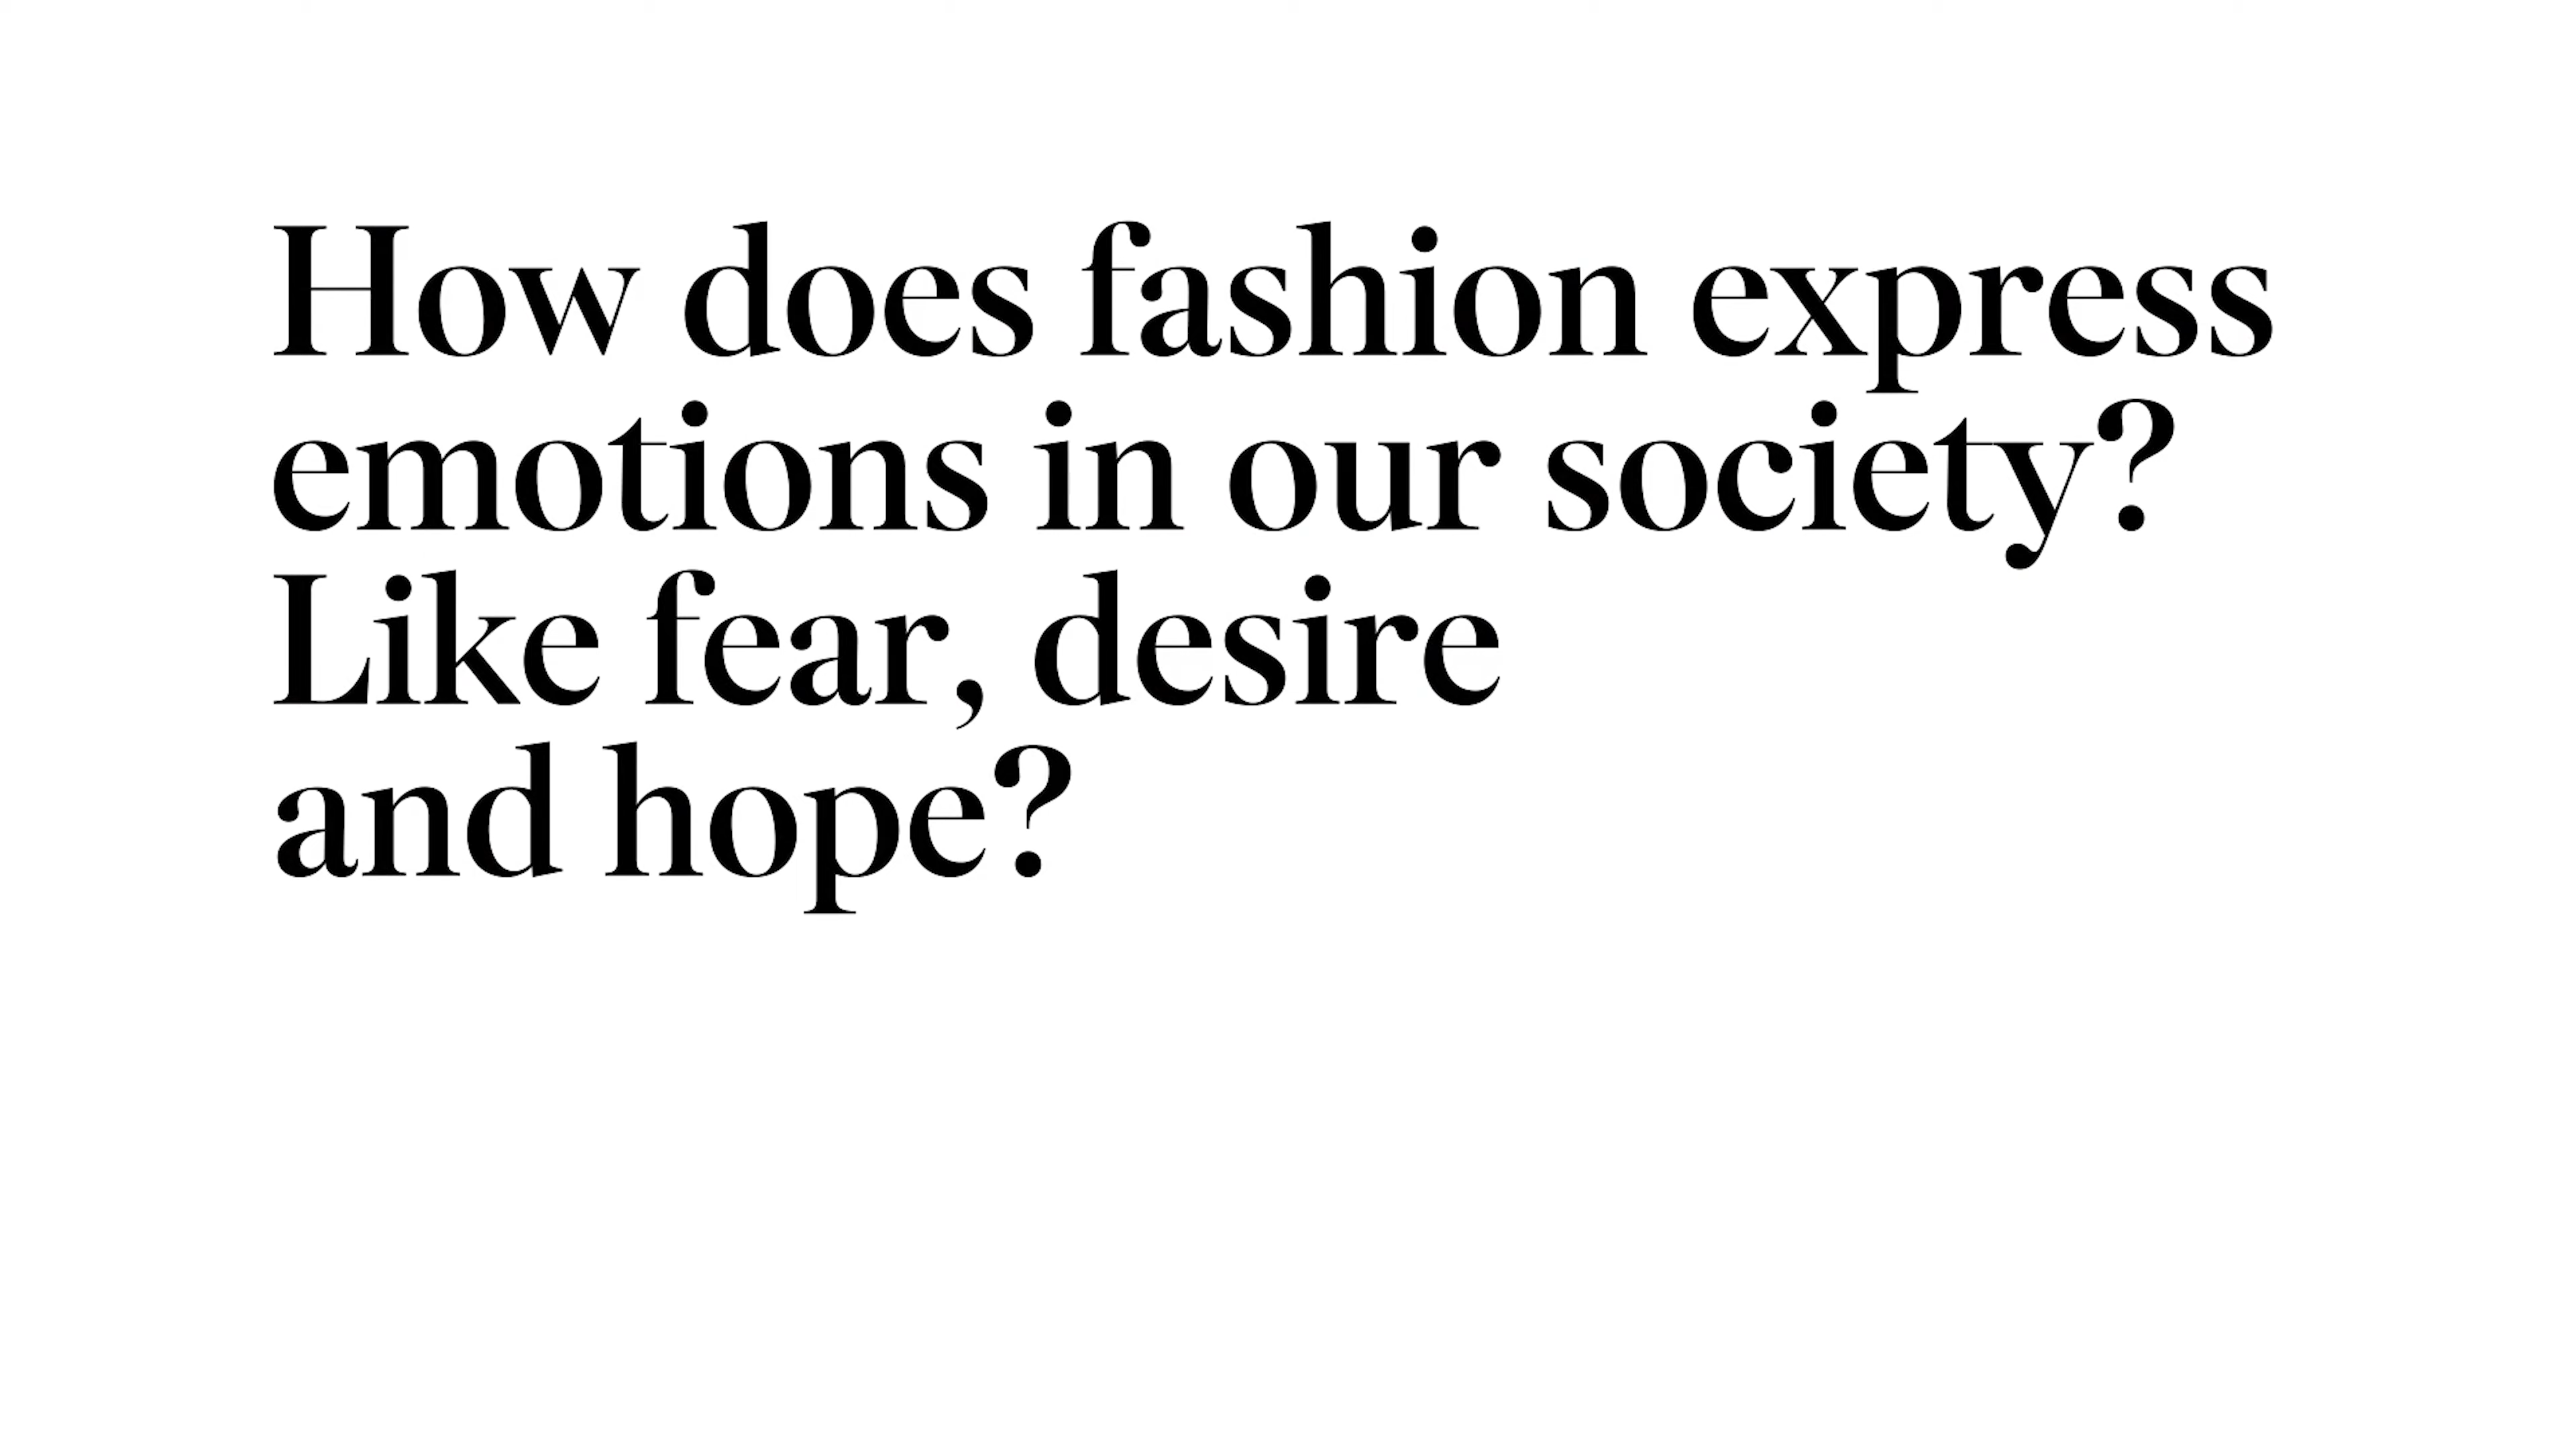 How does fashion express
emotions in our society?
Like fear, desire
and hope?